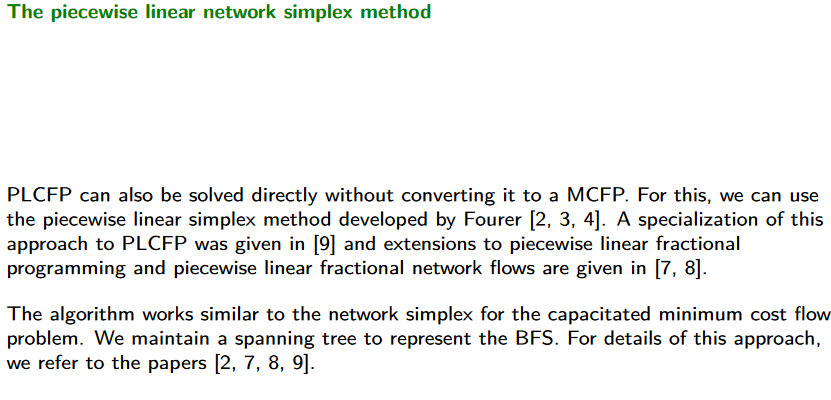 The piecewise linear network simplex method
PLCFP can also be solved directly without converting it to a MCFP. For this, we can use
the piecewise linear simplex method developed by Fourer [2, 3, 4]. A specialization of this
approach to PLCFP was given in [9] and extensions to piecewise linear fractional
programming and piecewise linear fractional network flows are given in [7, 8].
The algorithm works similar to the network simplex for the capacitated minimum cost flow
problem. We maintain a spanning tree to represent the BFS. For details of this approach,
we refer to the papers [2, 7, 8, 9].